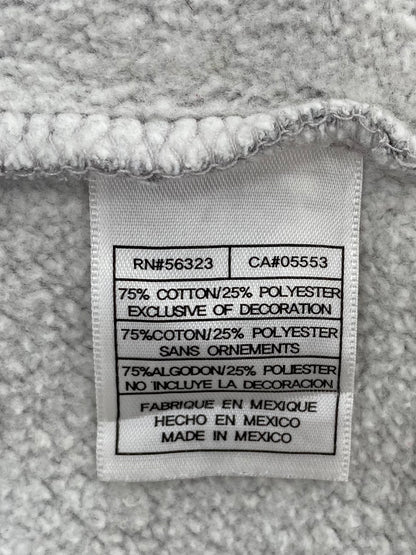 RN#56323 CA#05553
75% COTTON/25% POLYESTER
EXCLUSIVE OF DECORATION
75%COTON/25% POLYESTER
SANS ORNEMENTS
75%ALGODON/25% POLIESTER
NO INCLUYE LA DECORACION
FABRIQUE EN MEXIQUE
HECHO EN MEXICO
MADE IN MEXICO